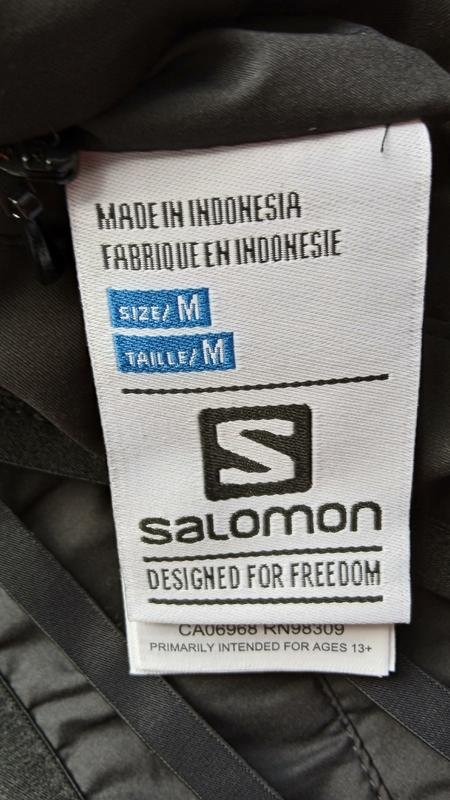 MADE IN INDONESIA
FABRIQUE EN INDONESIE
SIZE/ M
TAILLE/ M
S
salomon
DESIGNED FOR FREEDOM
CA06968 RN98309
PRIMARILY INTENDED FOR AGES 13+